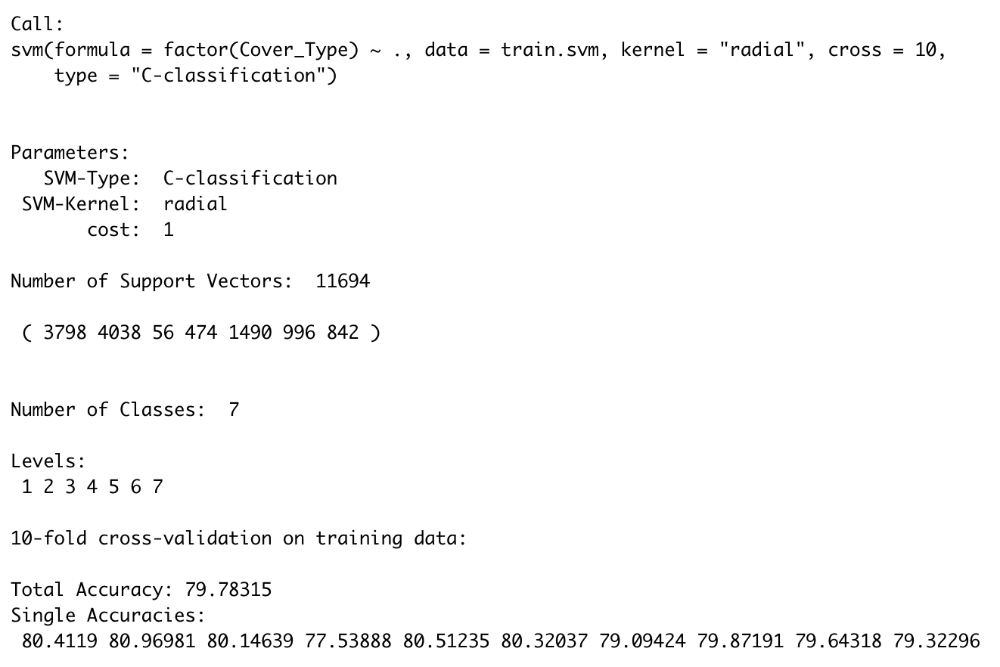 Call:
svm(formula = factor(Cover_Type) ~ ., data = train.svm, kernel = "radial", cross = 10,
    type = "C-classification")
Parameters:
   SVM-Type:  C-classification
 SVM-Kernel:  radial
       cost:  1
Number of Support Vectors:  11694
 ( 3798 4038 56 474 1490 996 842 )
Number of Classes:  7
Levels:
 1 2 3 4 5 6 7
10-fold cross-validation on training data:
Total Accuracy: 79.78315
Single Accuracies:
 80.4119 80.96981 80.14639 77.53888 80.51235 80.32037 79.09424 79.87191 79.64318 79.32296